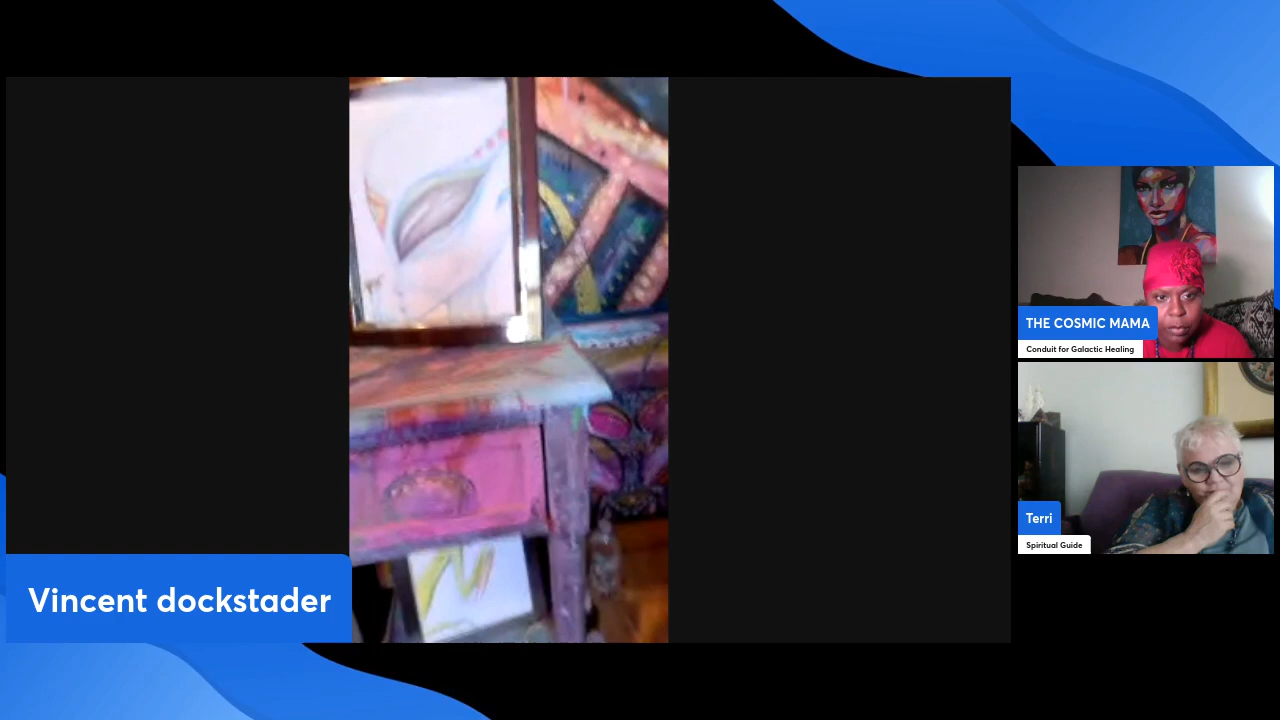 THE COSMIC MAMA
Conduit for Galactic Healing
Terri
Spiritual Guide
Vincent dockstader